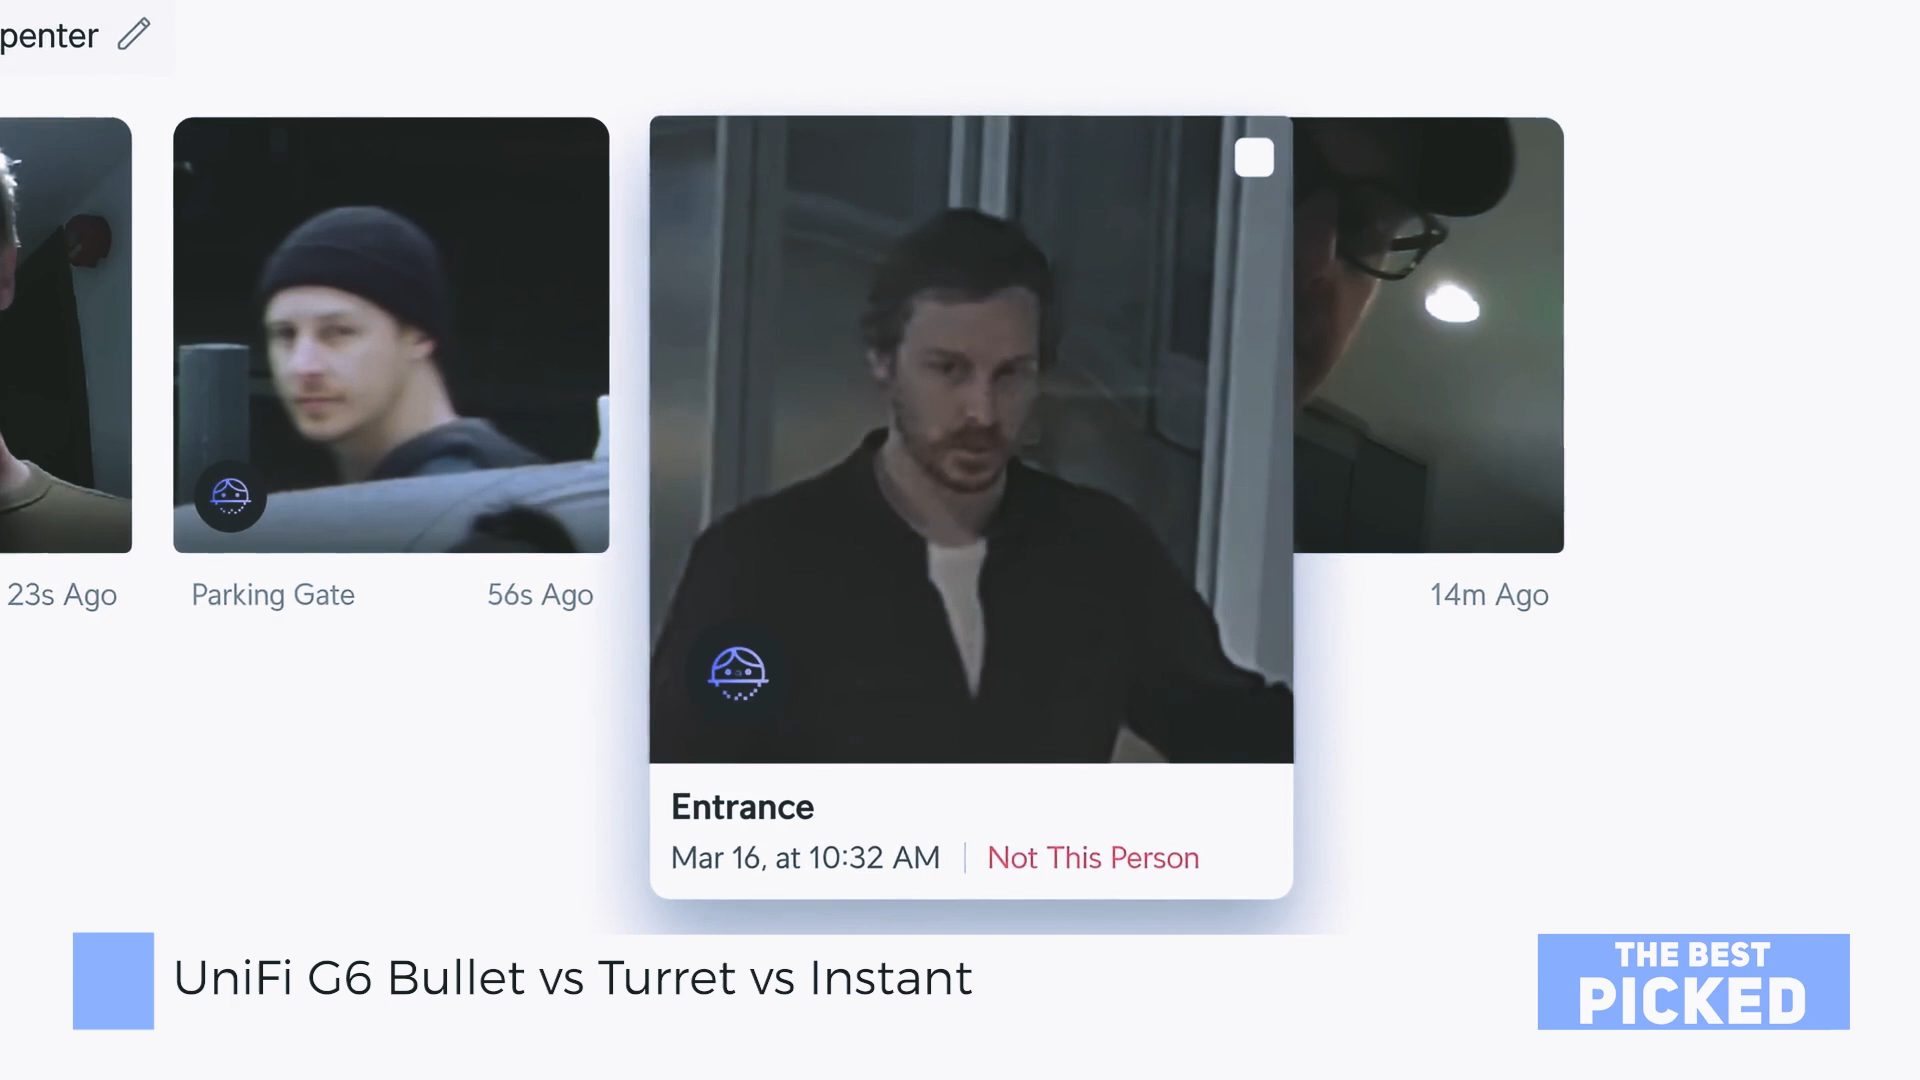 penter
23s Ago
Parking Gate
56s Ago
14m Ago
Entrance
Mar 16, at 10:32 AM
Not This Person
UniFi G6 Bullet vs Turret vs Instant
THE BEST
PICKED